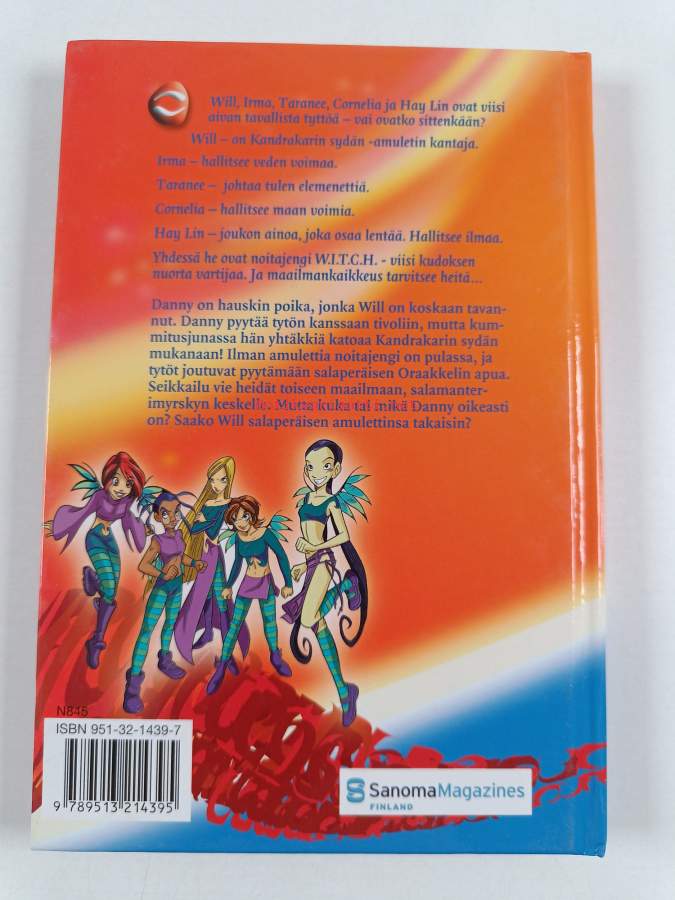 Will, Irma, Taranee, Cornelia ja Hay Lin ovat viisi
aivan tavallista tyttöä – vai ovatko sittenkään?
Will – on Kandrakarin sydän -amuletin kantaja.
Irma – hallitsee veden voimaa.
Taranee – johtaa tulen elemenettiä.
Cornelia – hallitsee maan voimia.
Hay Lin – joukon ainoa, joka osaa lentää. Hallitsee ilmaa.
Yhdessä he ovat noitajengi W.I.T.C.H. - viisi kudoksen
nuorta vartijaa. Ja maailmankaikkeus tarvitsee heitä...
Danny on hauskin poika, jonka Will on koskaan tavan-
nut. Danny pyytää tytön kanssaan tivoliin, mutta kum-
mitusjunassa hän yhtäkkiä katoaa Kandrakarin sydän
mukanaan! Ilman amulettia noitajengi on pulassa, ja
tytöt joutuvat pyytämään salaperäisen Oraakkelin apua.
Seikkailu vie heidät toiseen maailmaan, salamanter-
imyrskyn keskelle. Mutta kuka tai mikä Danny oikeasti
on? Saako Will salaperäisen amulettinsa takaisin?
N845
ISBN 951-32-1439-7
9 789513 214395
SanomaMagazines
FINLAND